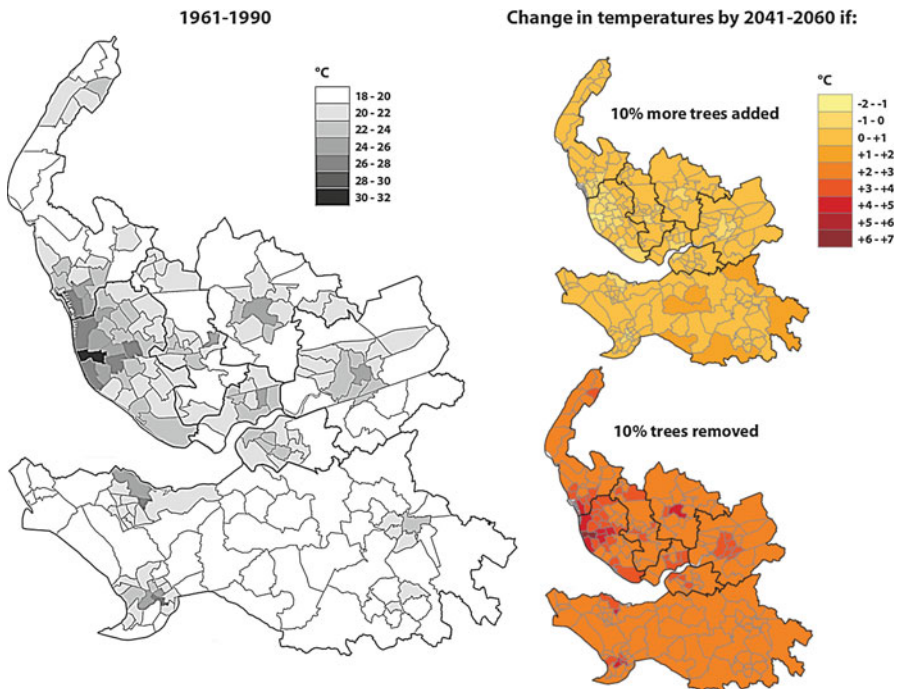 1961-1990
Change in temperatures by 2041-2060 if:
°C
18 - 20
20 - 22
22 - 24
24 - 26
26 - 28
28 - 30
30 - 32
10% more trees added
°C
-2 - -1
-1 - 0
0 - +1
+1 - +2
+2 - +3
+3 - +4
+4 - +5
+5 - +6
+6 - +7
10% trees removed